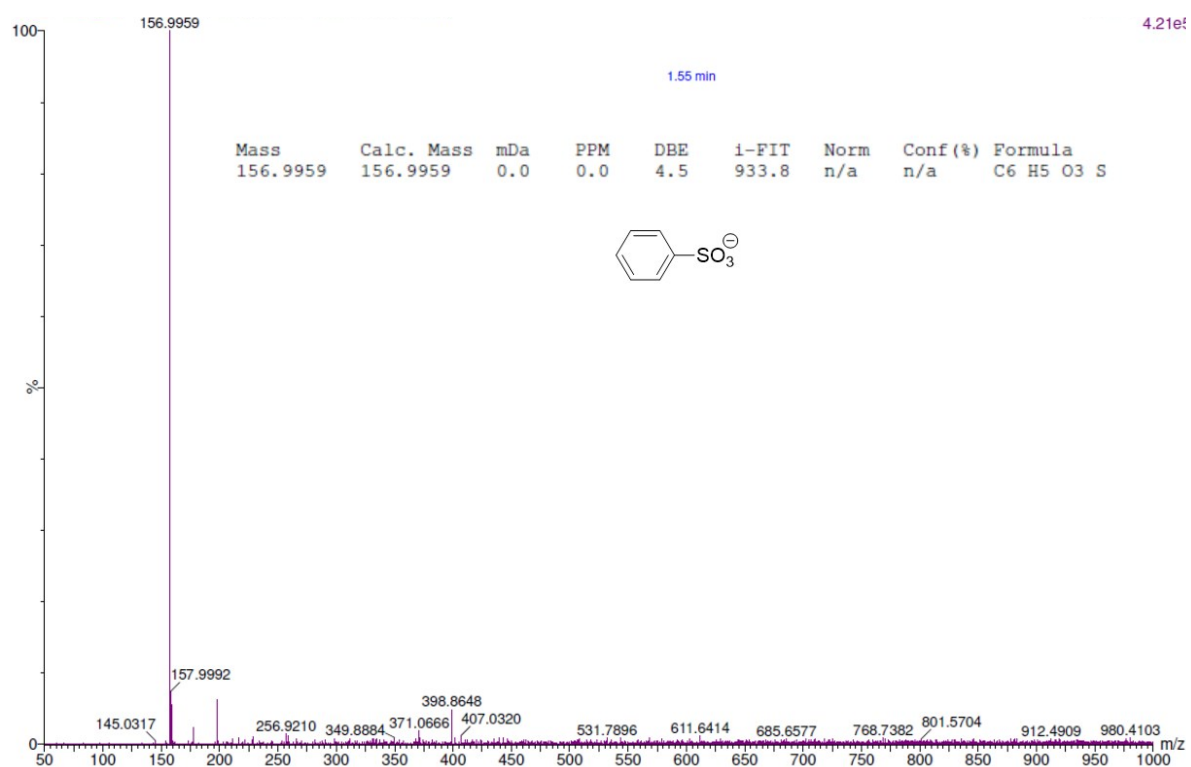 156.9959
4.21e5
100
1.55 min
Mass Calc. Mass mDa PPM DBE i-FIT Norm Conf(%) Formula
156.9959 156.9959 0.0 0.0 4.5 933.8 n/a n/a C6 H5 O3 S
SO3⊖
%
157.9992
398.8648
145.0317 256.9210 349.8884 371.0666 407.0320 531.7896 611.6414 685.6577 768.7382 801.5704 912.4909 980.4103
0 m/z
50 100 150 200 250 300 350 400 450 500 550 600 650 700 750 800 850 900 950 1000